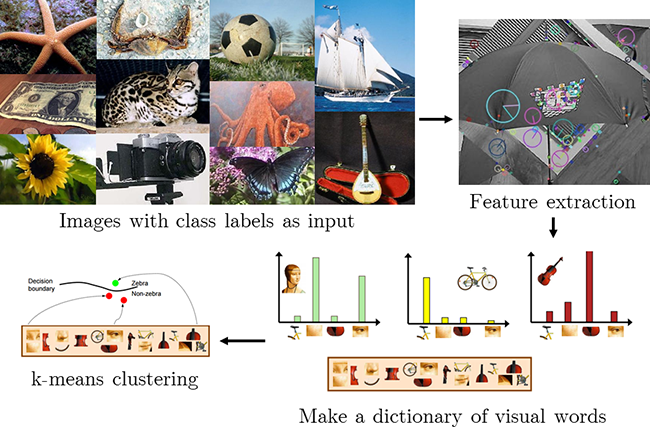 Images with class labels as input
Feature extraction
Decision
boundary
Zebra
Non-zebra
k-means clustering
Make a dictionary of visual words